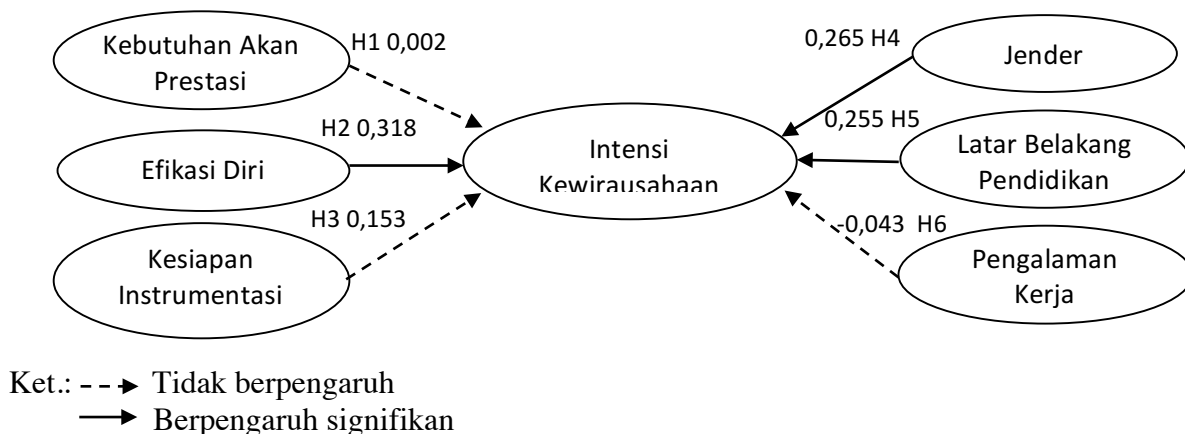 Kebutuhan Akan
Prestasi
H1 0,002
Efikasi Diri
H2 0,318
Kesiapan
Instrumentasi
H3 0,153
Intensi
Kewirausahaan
0,265 H4
Jender
0,255 H5
Latar Belakang
Pendidikan
-0,043 H6
Pengalaman
Kerja
Ket.: Tidak berpengaruh
Berpengaruh signifikan